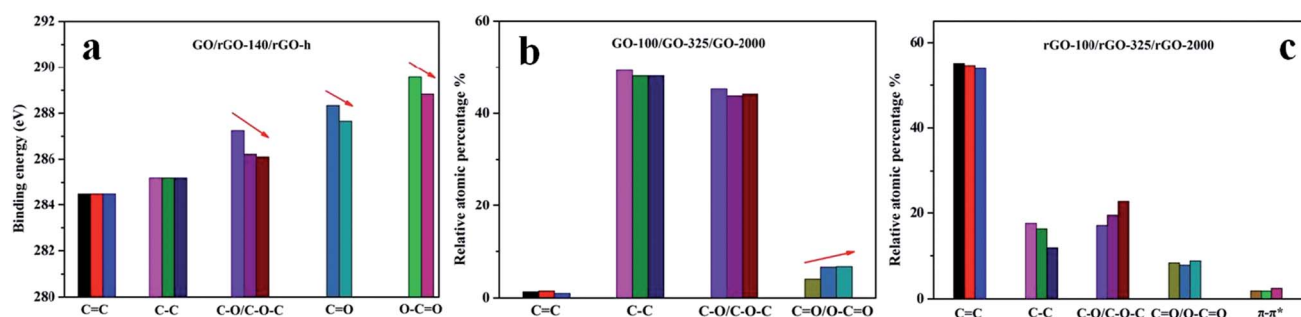 a
GO/rGO-140/rGO-h
Binding energy (eV)
292
290
288
286
284
282
280
C=C
C-C
C-O/C-O-C
C=O
O-C=O
b
GO-100/GO-325/GO-2000
Relative atomic percentage %
60
40
20
0
C=C
C-C
C-O/C-O-C
C=O/O-C=O
c
rGO-100/rGO-325/rGO-2000
Relative atomic percentage %
60
40
20
0
C=C
C-C
C-O/C-O-C
C=O/O-C=O
π-π*